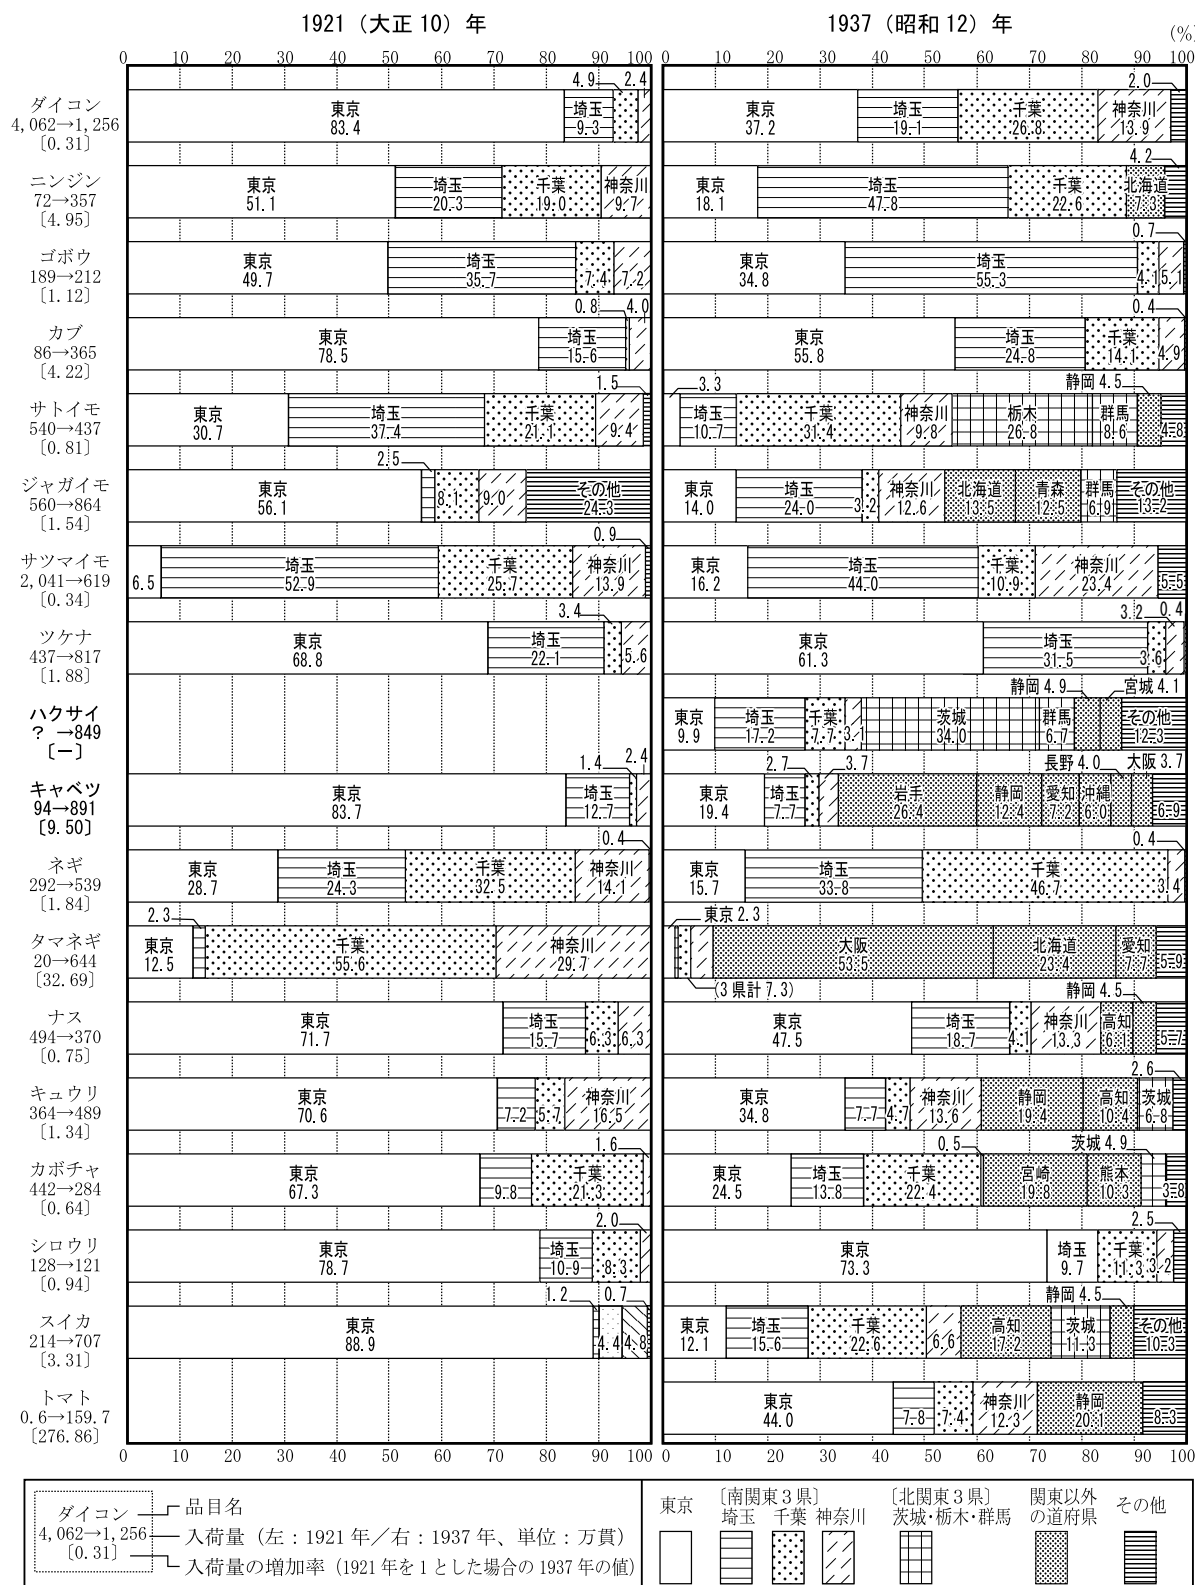 1921（大正 10）年
1937（昭和 12）年
(%)
0 10 20 30 40 50 60 70 80 90 100
0 10 20 30 40 50 60 70 80 90 100
ダイコン
4,062→1,256
〔0.31〕
東京 83.4 埼玉 9.3 4.9 2.4
東京 37.2 埼玉 19.1 千葉 26.8 神奈川 13.9 2.0
ニンジン
72→357
〔4.95〕
東京 51.1 埼玉 20.3 千葉 19.0 神奈川 9.7
東京 18.1 埼玉 47.8 千葉 22.6 北海道 7.3 4.2
ゴボウ
189→212
〔1.12〕
東京 49.7 埼玉 35.7 7.4 7.2
東京 34.8 埼玉 55.3 4.1 5.1 0.7
カブ
86→365
〔4.22〕
東京 78.5 埼玉 15.6 0.8 4.0
東京 55.8 埼玉 24.8 千葉 14.1 4.9 0.4
サトイモ
540→437
〔0.81〕
東京 30.7 埼玉 37.4 千葉 21.1 9.4 1.5
3.3 埼玉 10.7 千葉 31.4 神奈川 9.8 栃木 26.8 群馬 8.6 静岡 4.5 4.8
ジャガイモ
560→864
〔1.54〕
東京 56.1 2.5 8.1 9.0 その他 24.3
東京 14.0 埼玉 24.0 3.2 神奈川 12.6 北海道 13.5 青森 12.5 群馬 6.9 その他 13.2
サツマイモ
2,041→619
〔0.34〕
6.5 埼玉 52.9 千葉 25.7 神奈川 13.9 0.9
東京 16.2 埼玉 44.0 千葉 10.9 神奈川 23.4 5.5
ツケナ
437→817
〔1.88〕
東京 68.8 埼玉 22.1 3.4 5.6
東京 61.3 埼玉 31.5 3.6 3.2 0.4
ハクサイ
？→849
〔―〕
東京 9.9 埼玉 17.2 千葉 7.7 3.1 茨城 34.0 群馬 6.7 静岡 4.9 宮城 4.1 その他 12.3
キャベツ
94→891
〔9.50〕
東京 83.7 埼玉 12.7 1.4 2.4
東京 19.4 埼玉 7.7 2.7 3.7 岩手 26.4 静岡 12.4 愛知 7.2 沖縄 6.0 長野 4.0 大阪 3.7 6.9
ネギ
292→539
〔1.84〕
東京 28.7 埼玉 24.3 千葉 32.5 神奈川 14.1 0.4
東京 15.7 埼玉 33.8 千葉 46.7 3.4 0.4
タマネギ
20→644
〔32.69〕
東京 12.5 2.3 千葉 55.6 神奈川 29.7
東京 2.3 (3県計 7.3) 大阪 53.5 北海道 23.4 愛知 7.7 5.9
ナス
494→370
〔0.75〕
東京 71.7 埼玉 15.7 6.3 6.3
東京 47.5 埼玉 18.7 4.1 神奈川 13.3 高知 6.1 静岡 4.5 5.7
キュウリ
364→489
〔1.34〕
東京 70.6 7.2 5.7 神奈川 16.5
東京 34.8 7.7 4.7 神奈川 13.6 静岡 19.4 高知 10.4 茨城 6.8 2.6
カボチャ
442→284
〔0.64〕
東京 67.3 9.8 千葉 21.3 1.6
東京 24.5 埼玉 13.8 千葉 22.4 0.5 宮崎 19.8 熊本 10.3 茨城 4.9 3.8
シロウリ
128→121
〔0.94〕
東京 78.7 埼玉 10.9 8.3 2.0
東京 73.3 埼玉 9.7 千葉 11.3 3.2 2.5
スイカ
214→707
〔3.31〕
東京 88.9 1.2 4.4 4.8 0.7
東京 12.1 埼玉 15.6 千葉 22.6 6.6 高知 17.2 茨城 11.3 静岡 4.5 その他 10.3
トマト
0.6→159.7
[276.86]
東京 44.0 7.8 7.4 神奈川 12.3 静岡 20.1 8.3
0 10 20 30 40 50 60 70 80 90 100
0 10 20 30 40 50 60 70 80 90 100
ダイコン
4,062→1,256
〔0.31〕
品目名
入荷量（左：1921 年／右：1937 年、単位：万貫）
入荷量の増加率（1921 年を 1 とした場合の 1937 年の値）
東京
〔南関東３県〕
埼玉 千葉 神奈川
〔北関東３県〕
茨城・栃木・群馬
関東以外
の道府県
その他